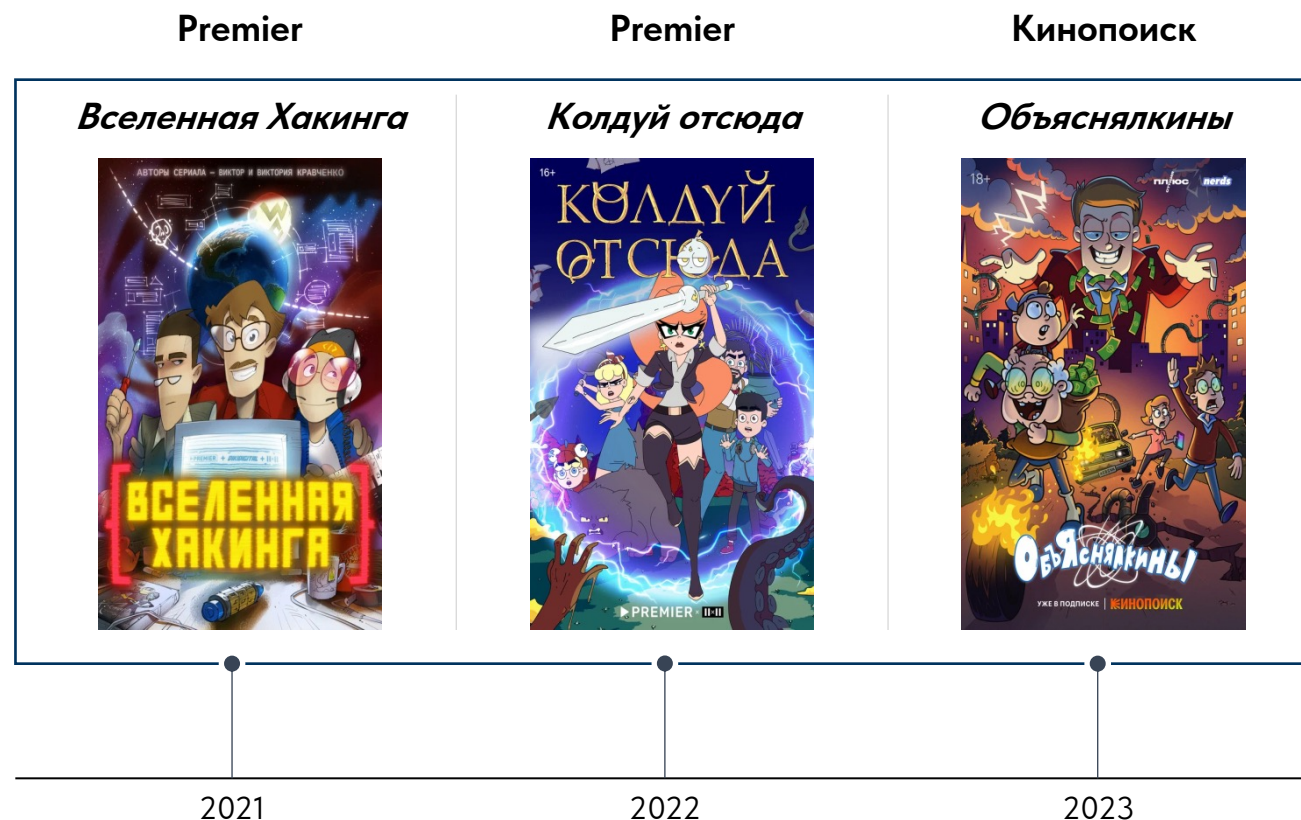 Premier
Premier
Кинопоиск
Вселенная Хакинга
Колдуй отсюда
Объяснялкины
АВТОРЫ СЕРИАЛА – ВИКТОР И ВИКТОРИЯ КРАВЧЕНКО
ВСЕЛЕННАЯ
ХАКИНГА
16+
КОЛДУЙ
ОТСЮДА
PREMIER
18+
плюс
nerds
ОбЪЯснялкиНЫ
УЖЕ В ПОДПИСКЕ | КИНОПОИСК
2021
2022
2023